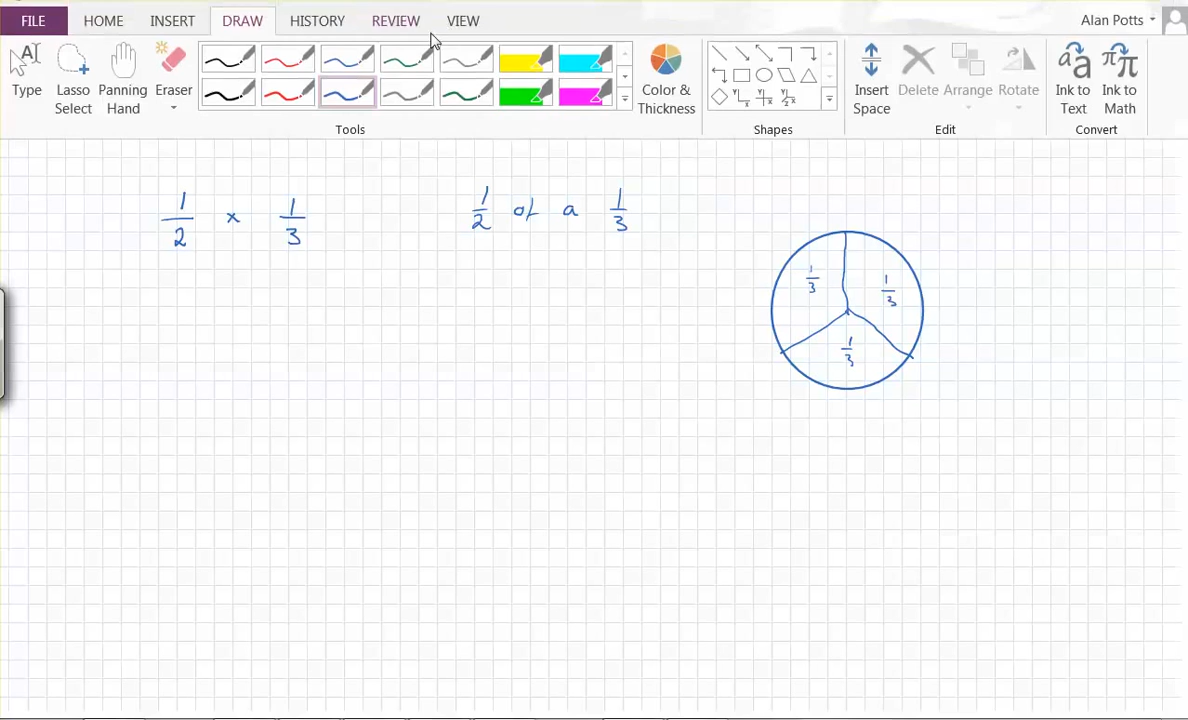 FILE HOME INSERT DRAW HISTORY REVIEW VIEW Alan Potts
Type Lasso Select Panning Hand Eraser Color & Thickness Insert Space Delete Arrange Rotate Ink to Text Ink to Math
Tools Shapes Edit Convert
1/2 x 1/3 1/2 of a 1/3
1/3 1/3
1/3